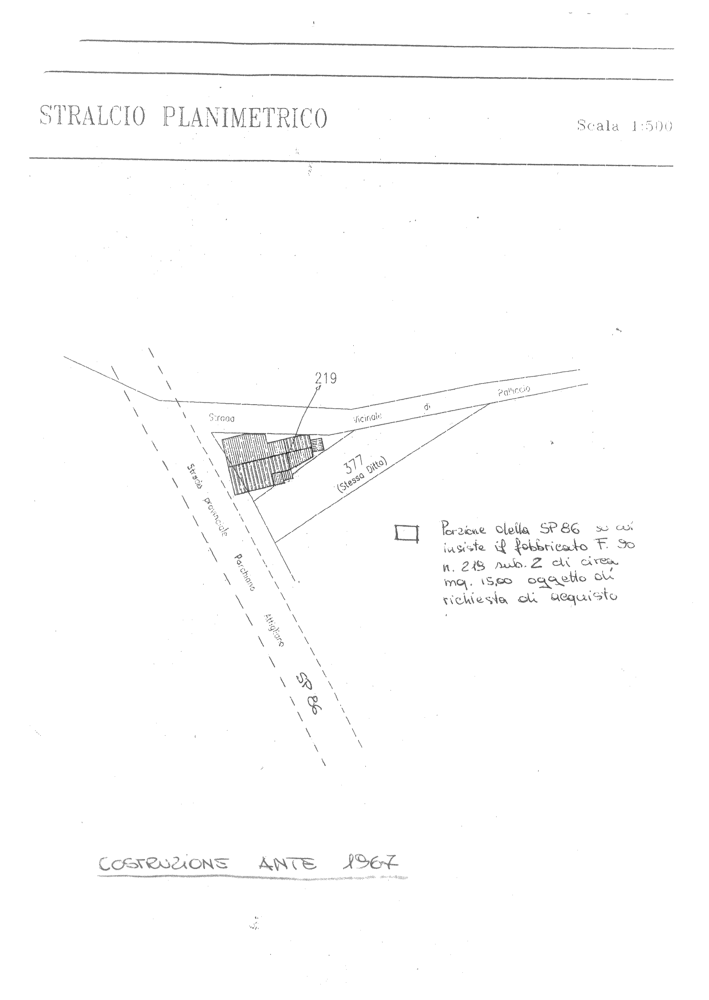 STRALCIO PLANIMETRICO
Scala 1:500
219
Strada Vicinale di Palliccio
377
(Stessa Ditta)
Strada provinciale Porchiano Attigliano
SP 86
Porzione della SP 86 su cui
insiste il fabbricato F. 90
n. 219 sub. 2 di circa
mq. 15,00 oggetto di
richiesta di acquisto
COSTRUZIONE ANTE 1967